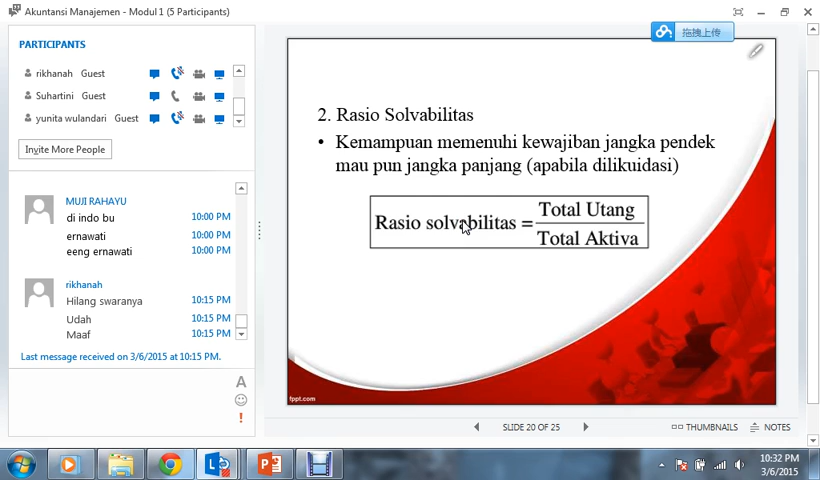 Akuntansi Manajemen - Modul 1 (5 Participants)
拖拽上传
PARTICIPANTS
rikhanah Guest
Suhartini Guest
yunita wulandari Guest
Invite More People
MUJI RAHAYU
di indo bu 10:00 PM
ernawati 10:00 PM
eeng ernawati 10:00 PM
rikhanah
Hilang swaranya 10:15 PM
Udah 10:15 PM
Maaf 10:15 PM
Last message received on 3/6/2015 at 10:15 PM.
A
!
2. Rasio Solvabilitas
• Kemampuan memenuhi kewajiban jangka pendek
mau pun jangka panjang (apabila dilikuidasi)
Rasio solvabilitas = Total Utang
Total Aktiva
fppt.com
SLIDE 20 OF 25
THUMBNAILS
NOTES
10:32 PM
3/6/2015